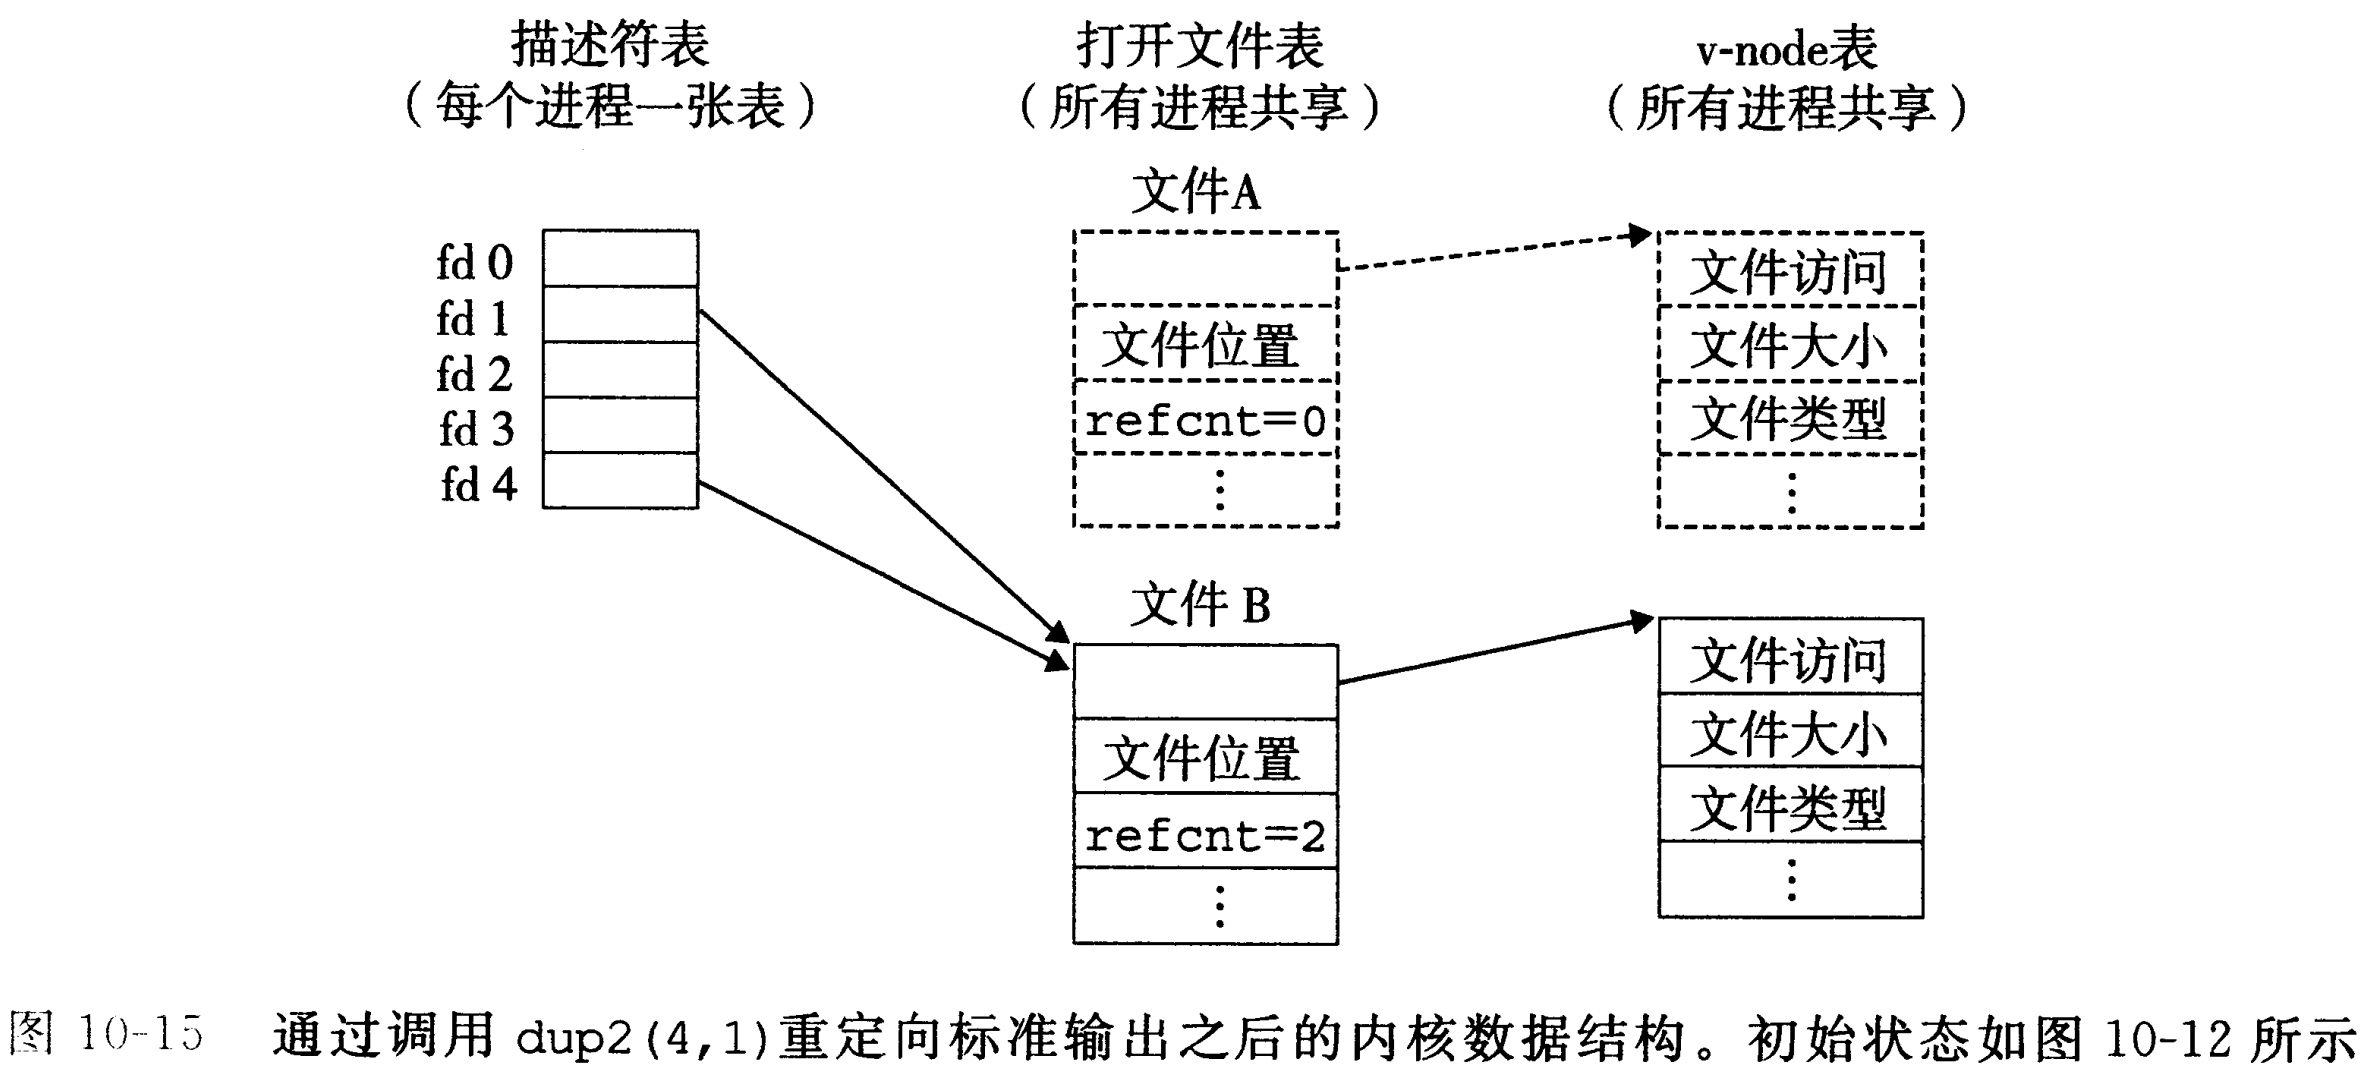 描述符表 打开文件表 v-node表
（每个进程一张表） （所有进程共享） （所有进程共享）
文件A
fd 0
fd 1
fd 2
fd 3
fd 4
文件位置
refcnt=0
⋮
文件访问
文件大小
文件类型
⋮
文件 B
文件位置
refcnt=2
⋮
文件访问
文件大小
文件类型
⋮
图 10-15 通过调用 dup2(4,1)重定向标准输出之后的内核数据结构。初始状态如图 10-12 所示